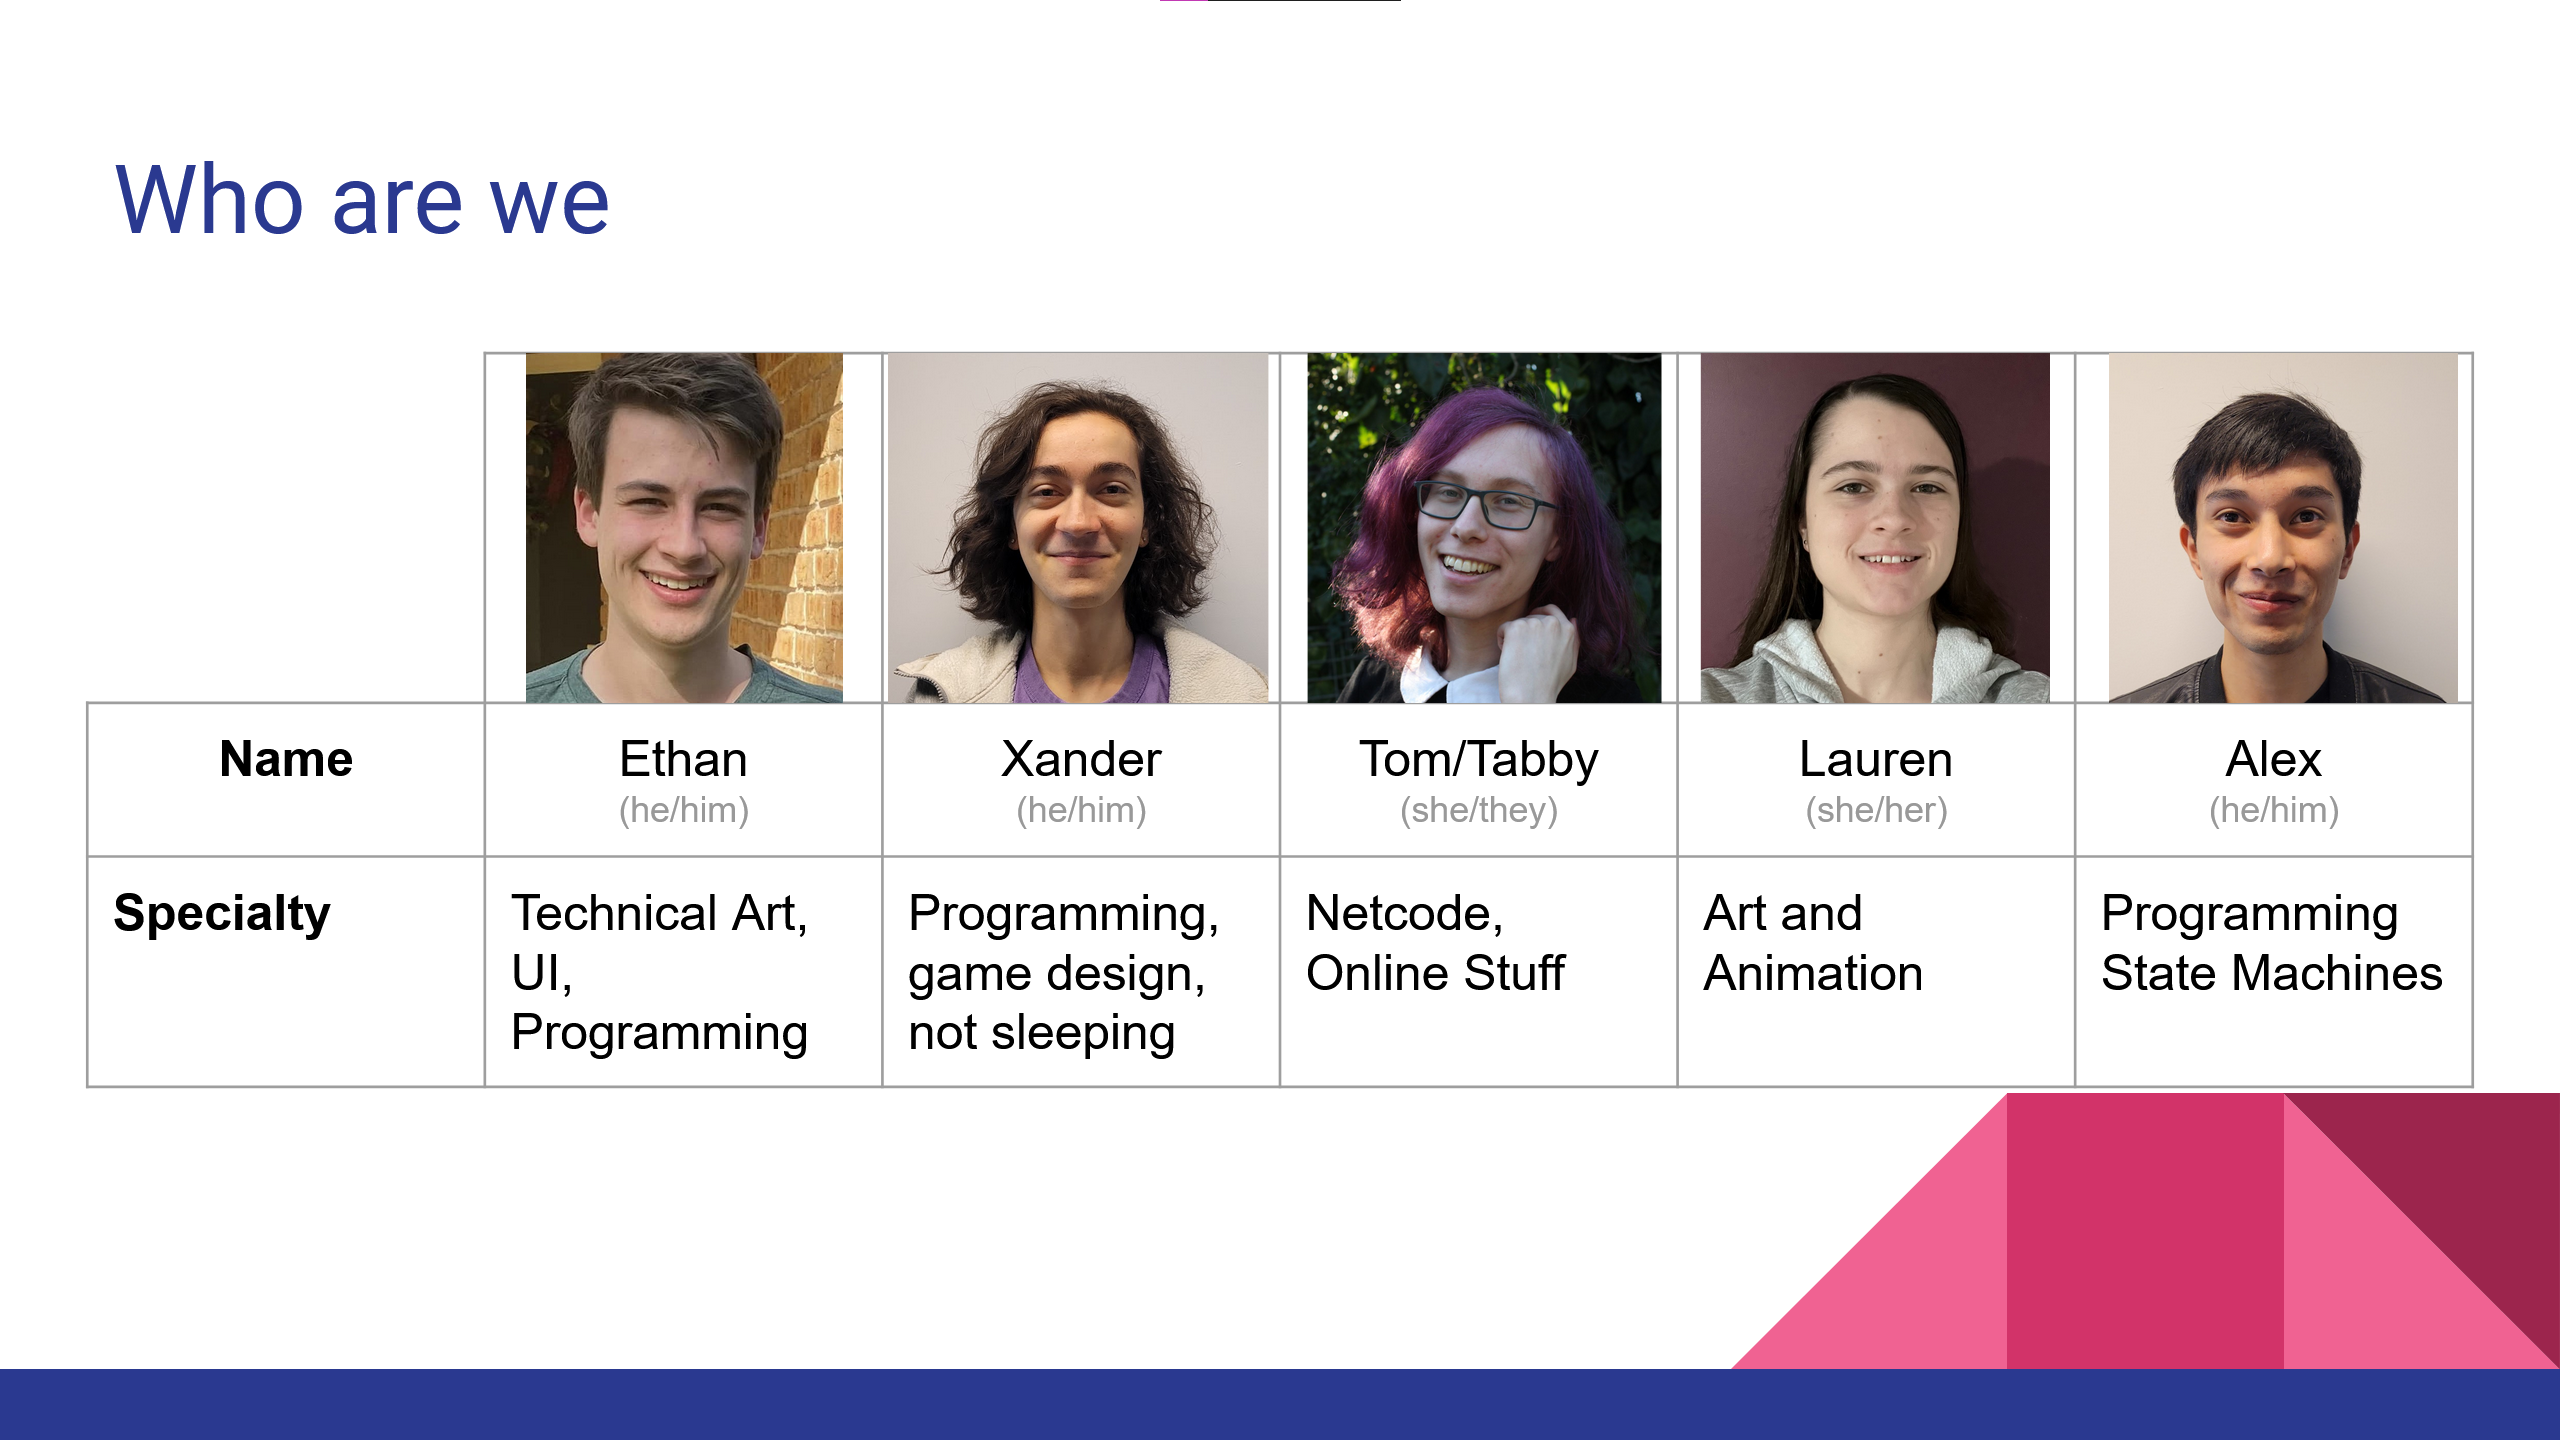 Who are we
Name
Ethan
(he/him)
Xander
(he/him)
Tom/Tabby
(she/they)
Lauren
(she/her)
Alex
(he/him)
Specialty
Technical Art,
UI,
Programming
Programming,
game design,
not sleeping
Netcode,
Online Stuff
Art and
Animation
Programming
State Machines